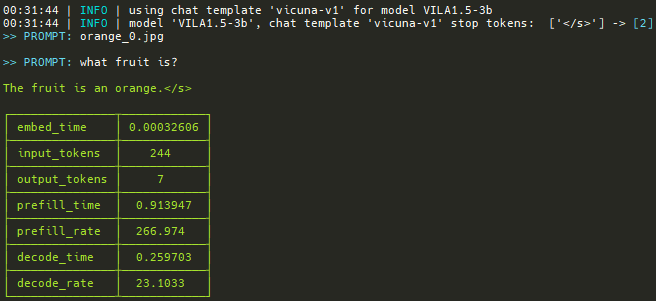 00:31:44 | INFO | using chat template 'vicuna-v1' for model VILA1.5-3b
00:31:44 | INFO | model 'VILA1.5-3b', chat template 'vicuna-v1' stop tokens:  ['</s>'] -> [2]
>> PROMPT: orange_0.jpg
>> PROMPT: what fruit is?
The fruit is an orange.</s>
embed_time 0.00032606
input_tokens 244
output_tokens 7
prefill_time 0.913947
prefill_rate 266.974
decode_time 0.259703
decode_rate 23.1033